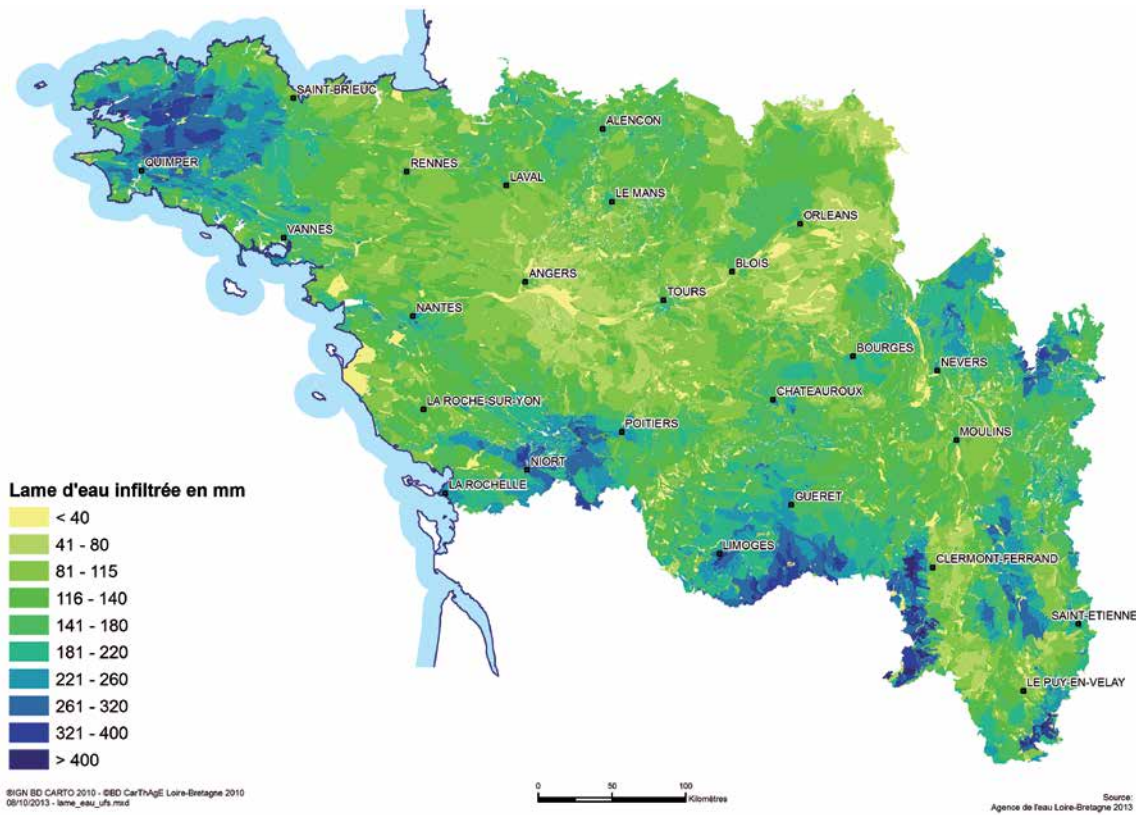 SAINT-BRIEUC
ALENCON
QUIMPER
RENNES
LAVAL
LE MANS
ORLEANS
VANNES
BLOIS
ANGERS
TOURS
NANTES
BOURGES
NEVERS
CHATEAUROUX
LA ROCHE-SUR-YON
POITIERS
MOULINS
NIORT
LA ROCHELLE
GUERET
LIMOGES
CLERMONT-FERRAND
SAINT-ETIENNE
LE PUY-EN-VELAY
Lame d'eau infiltrée en mm
< 40
41 - 80
81 - 115
116 - 140
141 - 180
181 - 220
221 - 260
261 - 320
321 - 400
> 400
©IGN BD CARTO 2010 - ©BD CarThAgE Loire-Bretagne 2010
08/10/2013 - lame_eau_ufs.mxd
0 50 100
Kilomètres
Source:
Agence de l'eau Loire-Bretagne 2013